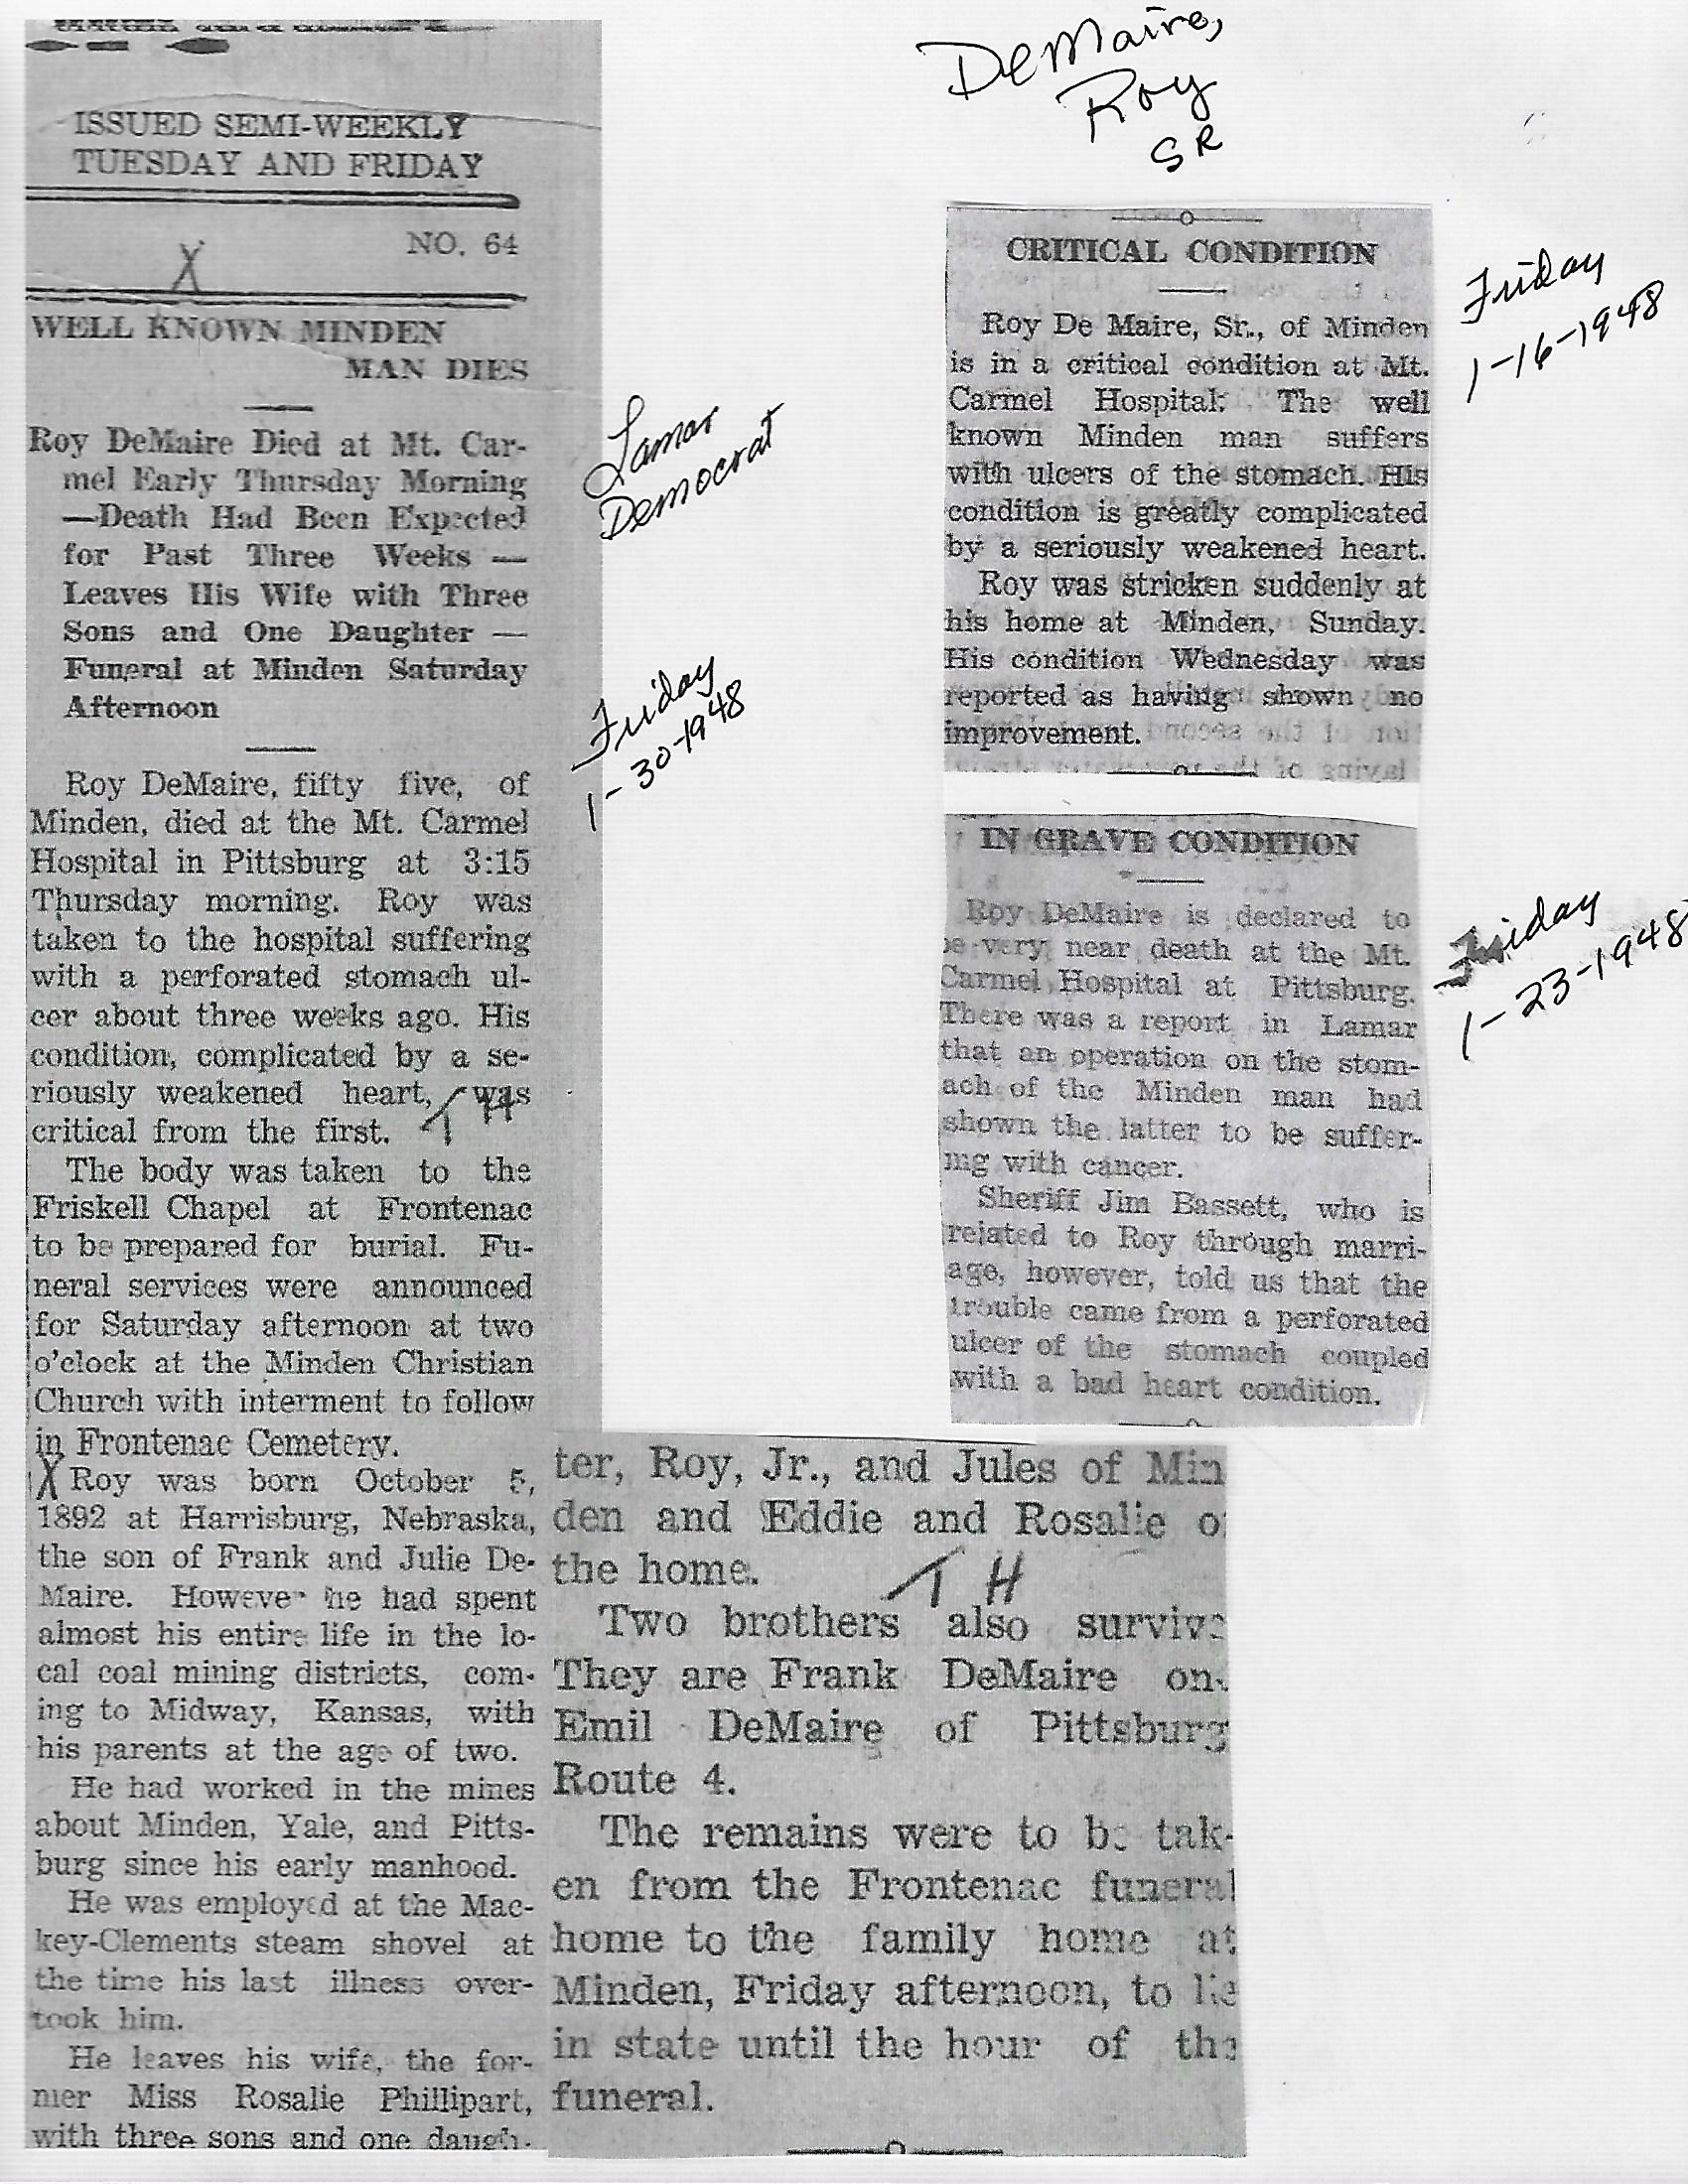 DeMaire,
Roy
SR
ISSUED SEMI-WEEKLY
TUESDAY AND FRIDAY
NO. 64
X
WELL KNOWN MINDEN
MAN DIES
Roy DeMaire Died at Mt. Car-
mel Early Thursday Morning
—Death Had Been Expected
for Past Three Weeks —
Leaves His Wife with Three
Sons and One Daughter —
Funeral at Minden Saturday
Afternoon
Lamar
Democrat
Friday
1-30-1948
Roy DeMaire, fifty five, of
Minden, died at the Mt. Carmel
Hospital in Pittsburg at 3:15
Thursday morning. Roy was
taken to the hospital suffering
with a perforated stomach ul-
cer about three weeks ago. His
condition, complicated by a se-
riously weakened heart, was
critical from the first.
T H
The body was taken to the
Friskell Chapel at Frontenac
to be prepared for burial. Fu-
neral services were announced
for Saturday afternoon at two
o'clock at the Minden Christian
Church with interment to follow
in Frontenac Cemetery.
X Roy was born October 5,
1892 at Harrisburg, Nebraska,
the son of Frank and Julie De-
Maire. However he had spent
almost his entire life in the lo-
cal coal mining districts, com-
ing to Midway, Kansas, with
his parents at the age of two.
He had worked in the mines
about Minden, Yale, and Pitts-
burg since his early manhood.
He was employed at the Mac-
key-Clements steam shovel at
the time his last illness over-
took him.
He leaves his wife, the for-
mer Miss Rosalie Phillipart,
with three sons and one daugh-
ter, Roy, Jr., and Jules of Min
den and Eddie and Rosalie o
the home.
T H
Two brothers also survive
They are Frank DeMaire on
Emil DeMaire of Pittsburg
Route 4.
The remains were to be tak-
en from the Frontenac funeral
home to the family home at
Minden, Friday afternoon, to lie
in state until the hour of the
funeral.
CRITICAL CONDITION
Friday
1-16-1948
Roy De Maire, Sr., of Minden
is in a critical condition at Mt.
Carmel Hospital. The well
known Minden man suffers
with ulcers of the stomach. His
condition is greatly complicated
by a seriously weakened heart.
Roy was stricken suddenly at
his home at Minden, Sunday.
His condition Wednesday was
reported as having shown no
improvement.
IN GRAVE CONDITION
Friday
1-23-1948
Roy DeMaire is declared to
be very near death at the Mt.
Carmel Hospital at Pittsburg.
There was a report in Lamar
that an operation on the stom-
ach of the Minden man had
shown the latter to be suffer-
ing with cancer.
Sheriff Jim Bassett, who is
related to Roy through marri-
age, however, told us that the
trouble came from a perforated
ulcer of the stomach coupled
with a bad heart condition.